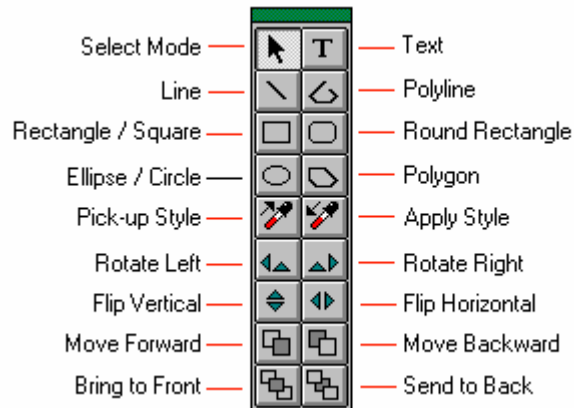 Select Mode T Text
Line Polyline
Rectangle / Square Round Rectangle
Ellipse / Circle Polygon
Pick-up Style Apply Style
Rotate Left Rotate Right
Flip Vertical Flip Horizontal
Move Forward Move Backward
Bring to Front Send to Back